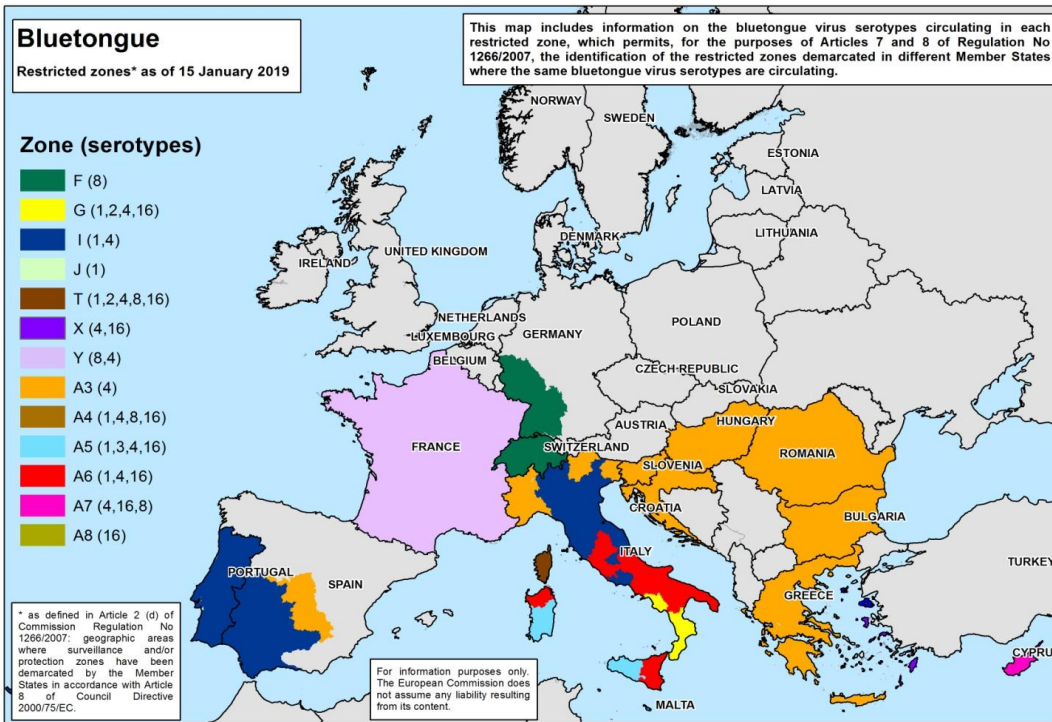 Bluetongue
Restricted zones* as of 15 January 2019
This map includes information on the bluetongue virus serotypes circulating in each
restricted zone, which permits, for the purposes of Articles 7 and 8 of Regulation No
1266/2007, the identification of the restricted zones demarcated in different Member States
where the same bluetongue virus serotypes are circulating.
Zone (serotypes)
F (8)
G (1,2,4,16)
I (1,4)
J (1)
T (1,2,4,8,16)
X (4,16)
Y (8,4)
A3 (4)
A4 (1,4,8,16)
A5 (1,3,4,16)
A6 (1,4,16)
A7 (4,16,8)
A8 (16)
NORWAY
SWEDEN
ESTONIA
LATVIA
LITHUANIA
DENMARK
UNITED KINGDOM
IRELAND
NETHERLANDS
LUXEMBOURG
BELGIUM
GERMANY
POLAND
CZECH REPUBLIC
SLOVAKIA
AUSTRIA
HUNGARY
FRANCE
SWITZERLAND
SLOVENIA
ROMANIA
CROATIA
BULGARIA
ITALY
PORTUGAL
SPAIN
GREECE
TURKEY
CYPRU
MALTA
* as defined in Article 2 (d) of
Commission Regulation No
1266/2007: geographic areas
where surveillance and/or
protection zones have been
demarcated by the Member
States in accordance with Article
8 of Council Directive
2000/75/EC.
For information purposes only.
The European Commission does
not assume any liability resulting
from its content.